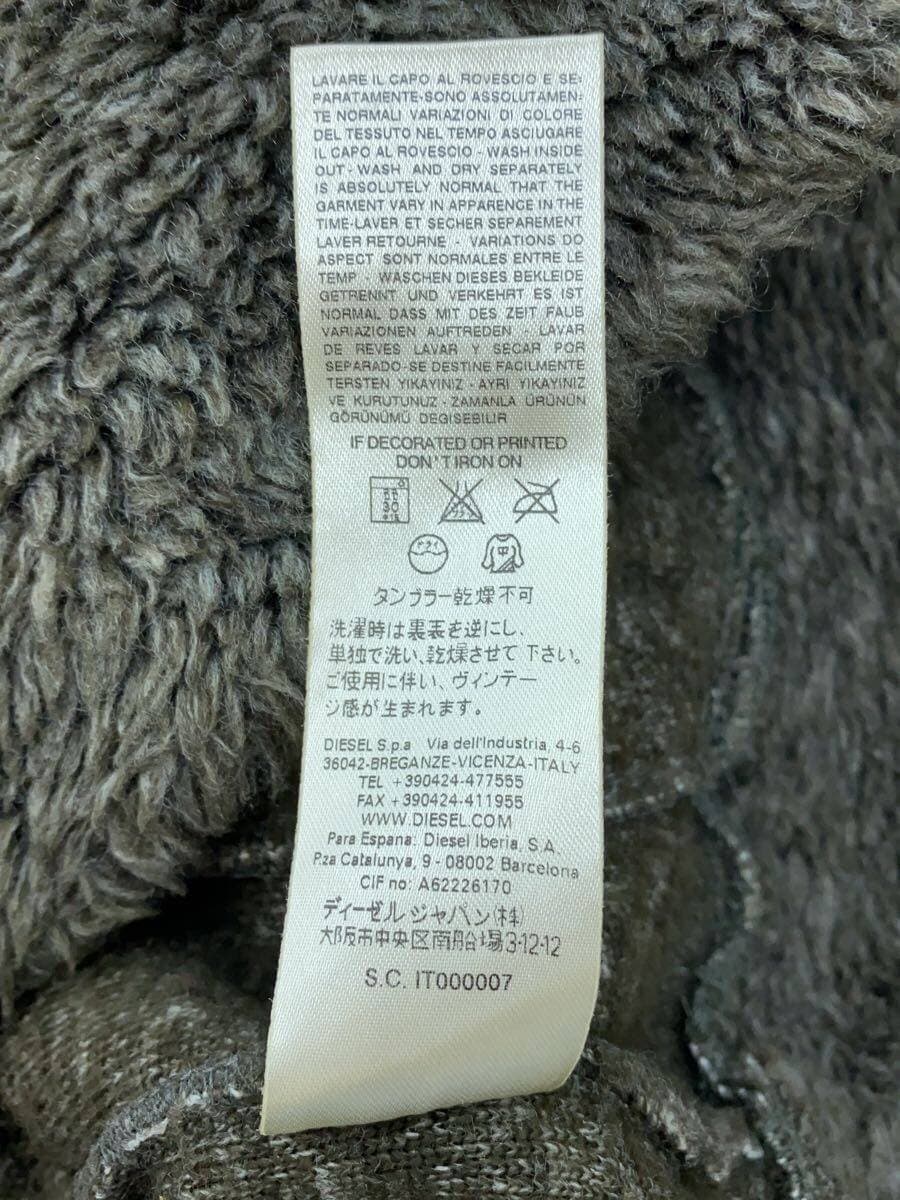 LAVARE IL CAPO AL ROVESCIO E SE:
PARATAMENTE-SONO ASSOLUTAMEN:
TE NORMALI VARIAZIONI DI COLORE
DEL TESSUTO NEL TEMPO ASCIUGARE
IL CAPO AL ROVESCIO - WASH INSIDE
OUT - WASH AND DRY SEPARATELY
IS ABSOLUTELY NORMAL THAT THE
GARMENT VARY IN APPARENCE IN THE
TIME-LAVER ET SECHER SEPAREMENT
LAVER RETOURNE - VARIATIONS DO
ASPECT SONT NORMALES ENTRE LE
TEMP - WASCHEN DIESES BEKLEIDE
GETRENNT UND VERKEHRT ES IST
NORMAL DASS MIT DES ZEIT FAUB
VARIAZIONEN AUFTREDEN - LAVAR
DE REVES LAVAR Y SECAR POR
SEPARADO-SE DESTINE FACILMENTE
TERSTEN YIKAYINIZ - AYRI YIKAYINIZ
VE KURUTUNUZ - ZAMANLA ÜRÜNÜN
GÖRÜNÜMÜ DEGISEBILIR
IF DECORATED OR PRINTED
DON'T IRON ON
30
タンブラー乾燥不可
洗濯時は裏表を逆にし、
単独で洗い、乾燥させて下さい。
ご使用に伴い、ヴィンテー
ジ感が生まれます。
DIESEL S.p.a Via dell'Industria, 4-6
36042-BREGANZE-VICENZA-ITALY
TEL +390424-477555
FAX +390424-411955
WWW.DIESEL.COM
Para Espana: Diesel Iberia, S.A.
P.za Catalunya, 9 - 08002 Barcelona
CIF no: A62226170
ディーゼルジャパン(株)
大阪市中央区南船場3-12-12
S.C. IT000007